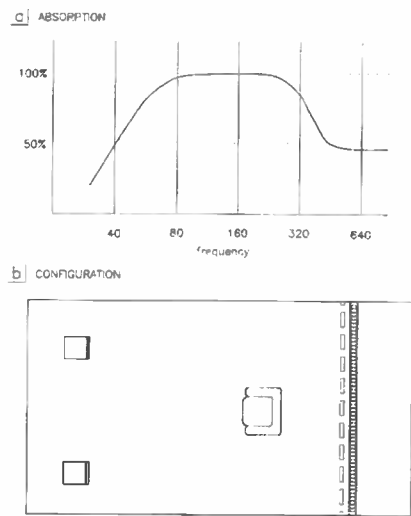 a ABSORPTION
100%
50%
40 80 160 320 640
frequency
b CONFIGURATION